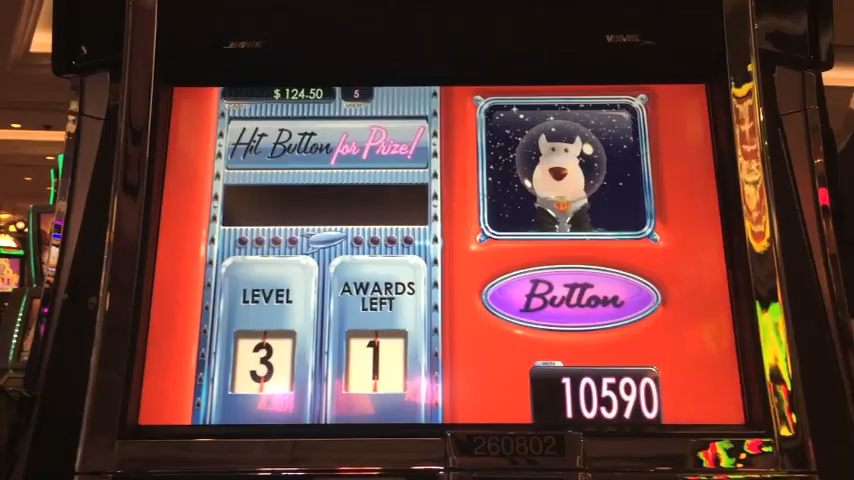 $ 124.50
5
Hit Button for Prize!
LEVEL
AWARDS
LEFT
3
1
Button
10590
260802